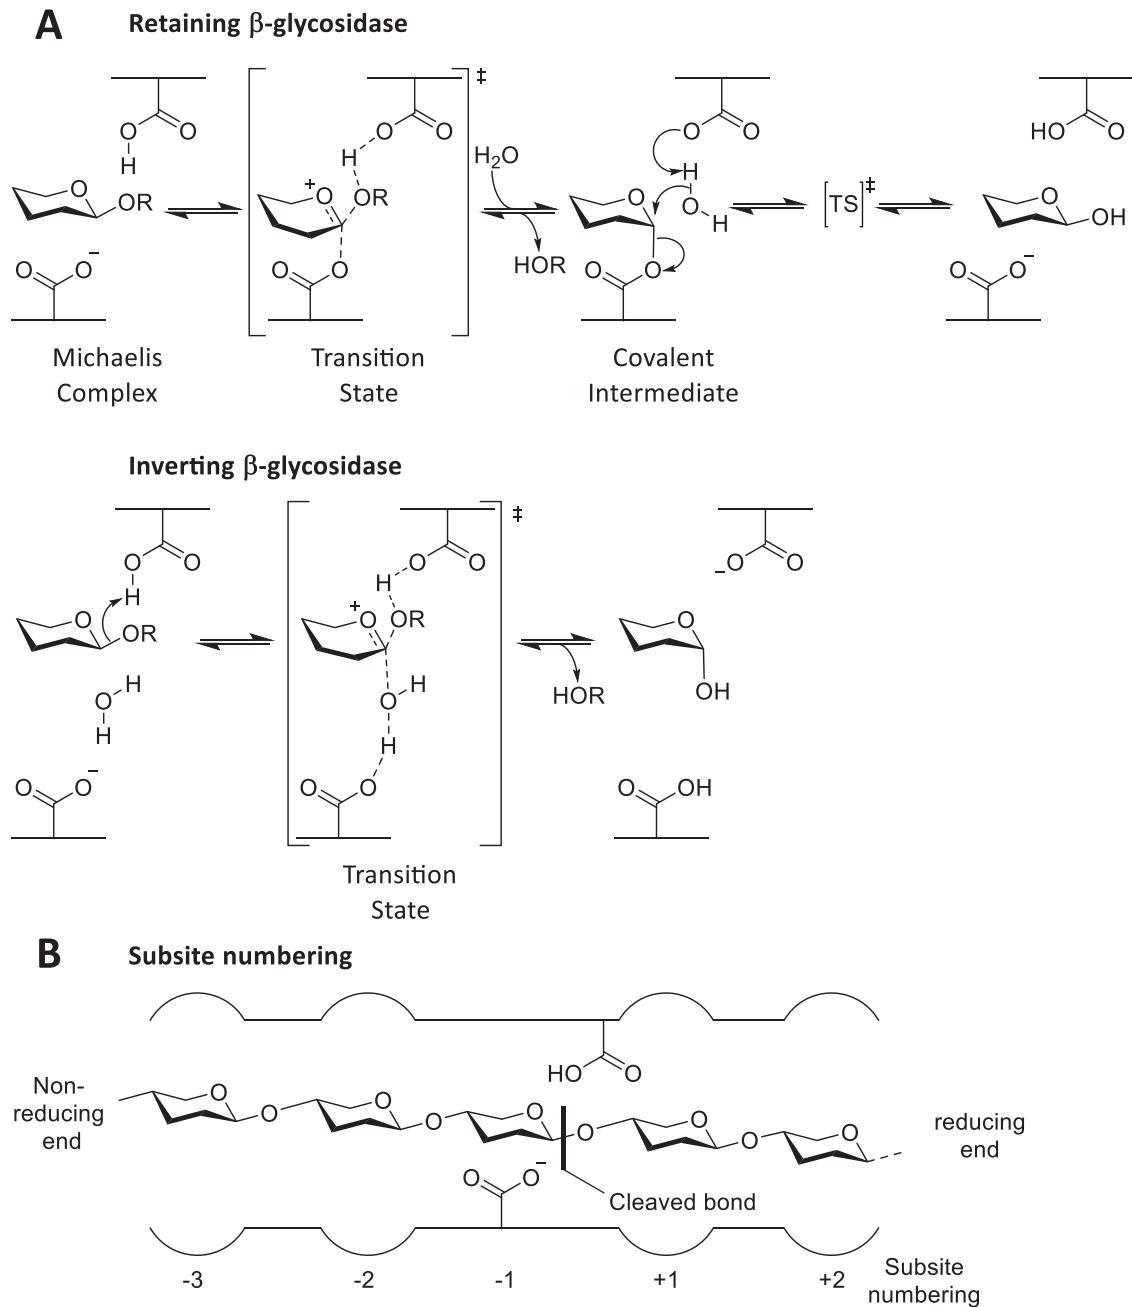 A Retaining β-glycosidase
‡
O O
H
O OR
O O −
O O
H
+ O OR
O O
H2O
HOR
O O
H
O
H
O
O O
[TS]‡
HO O
O OH
O O −
Michaelis Complex
Transition State
Covalent Intermediate
Inverting β-glycosidase
‡
O O
H
O OR
O H
H
O O −
O O
H
+ O OR
O H
H
O O
HOR
− O O
O
OH
O OH
Transition State
B Subsite numbering
HO O
Non-reducing end
O O O O O O O O O
reducing end
O O −
Cleaved bond
-3 -2 -1 +1 +2 Subsite numbering